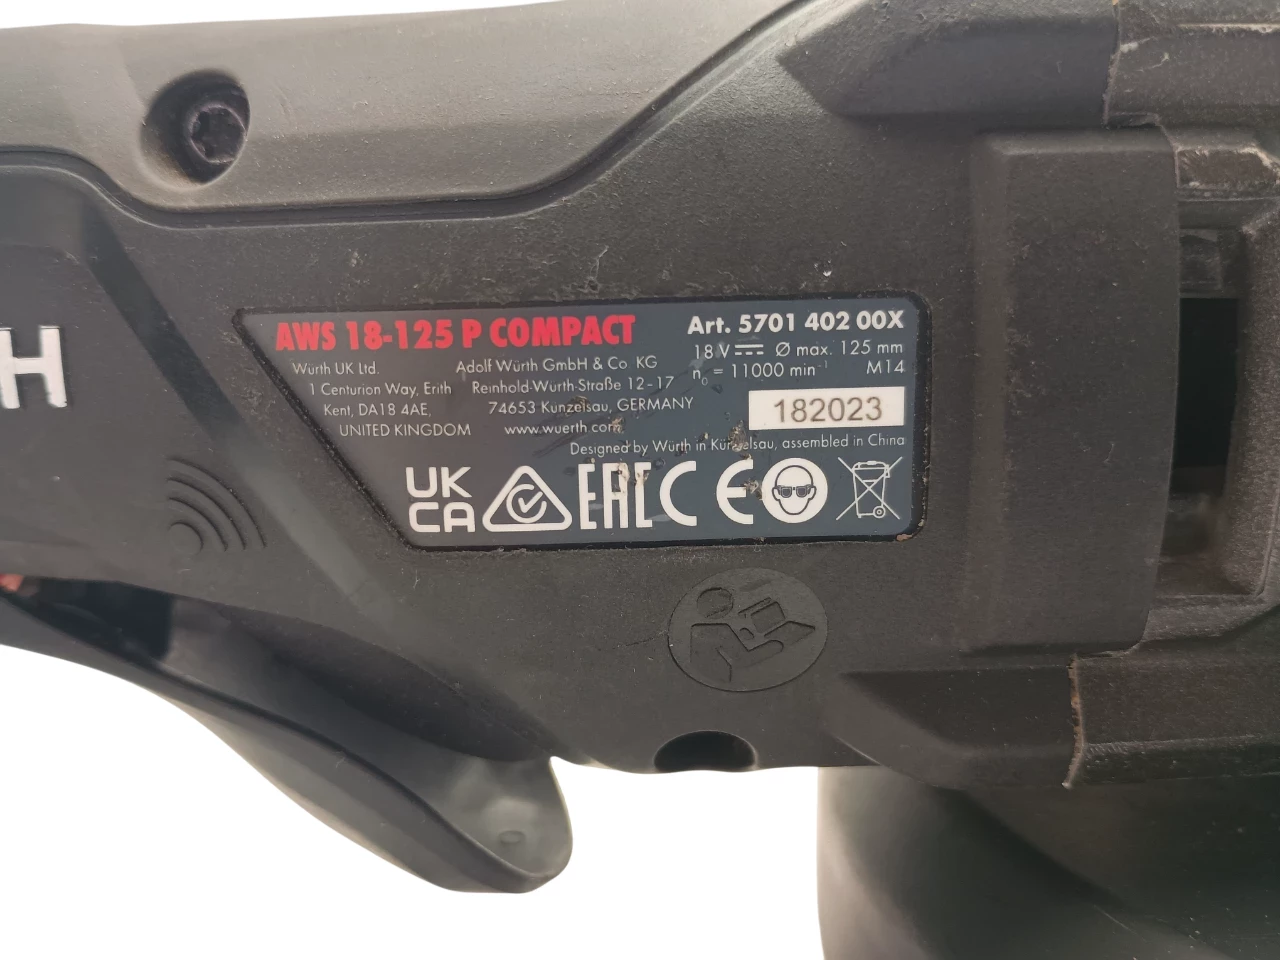 H
AWS 18-125 P COMPACT
Art. 5701 402 00X
18 V ⎓ Ø max. 125 mm
n₀ = 11000 min⁻¹ M14
Würth UK Ltd.
1 Centurion Way, Erith
Kent, DA18 4AE,
UNITED KINGDOM
Adolf Würth GmbH & Co. KG
Reinhold-Würth-Straße 12-17
74653 Künzelsau, GERMANY
www.wuerth.com
182023
Designed by Würth in Künzelsau, assembled in China
UK
CA
EAC CE